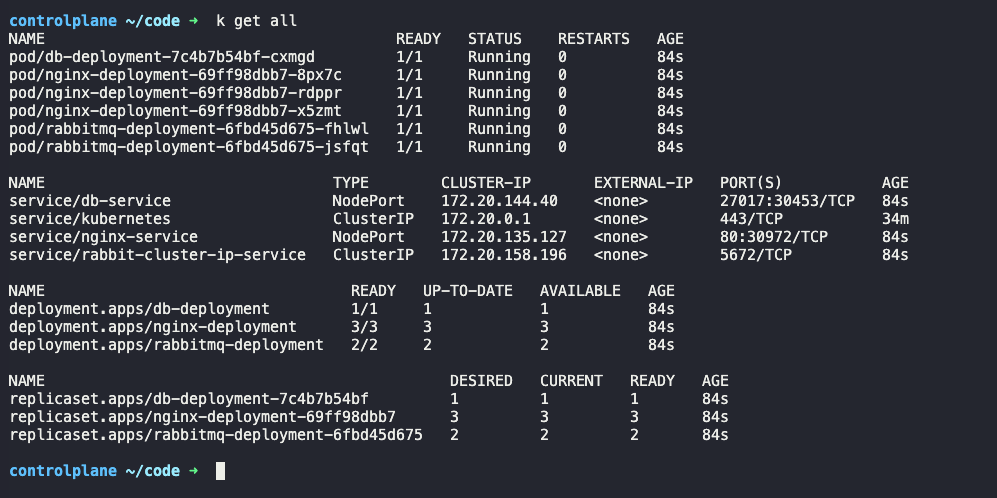 controlplane ~/code ➜  k get all
NAME                                       READY   STATUS    RESTARTS   AGE
pod/db-deployment-7c4b7b54bf-cxmgd         1/1     Running   0          84s
pod/nginx-deployment-69ff98dbb7-8px7c      1/1     Running   0          84s
pod/nginx-deployment-69ff98dbb7-rdppr      1/1     Running   0          84s
pod/nginx-deployment-69ff98dbb7-x5zmt      1/1     Running   0          84s
pod/rabbitmq-deployment-6fbd45d675-fhlwl   1/1     Running   0          84s
pod/rabbitmq-deployment-6fbd45d675-jsfqt   1/1     Running   0          84s
NAME                                TYPE        CLUSTER-IP       EXTERNAL-IP   PORT(S)           AGE
service/db-service                  NodePort    172.20.144.40    <none>        27017:30453/TCP   84s
service/kubernetes                  ClusterIP   172.20.0.1       <none>        443/TCP           34m
service/nginx-service               NodePort    172.20.135.127   <none>        80:30972/TCP      84s
service/rabbit-cluster-ip-service   ClusterIP   172.20.158.196   <none>        5672/TCP          84s
NAME                                  READY   UP-TO-DATE   AVAILABLE   AGE
deployment.apps/db-deployment         1/1     1            1           84s
deployment.apps/nginx-deployment      3/3     3            3           84s
deployment.apps/rabbitmq-deployment   2/2     2            2           84s
NAME                                             DESIRED   CURRENT   READY   AGE
replicaset.apps/db-deployment-7c4b7b54bf         1         1         1       84s
replicaset.apps/nginx-deployment-69ff98dbb7      3         3         3       84s
replicaset.apps/rabbitmq-deployment-6fbd45d675   2         2         2       84s
controlplane ~/code ➜